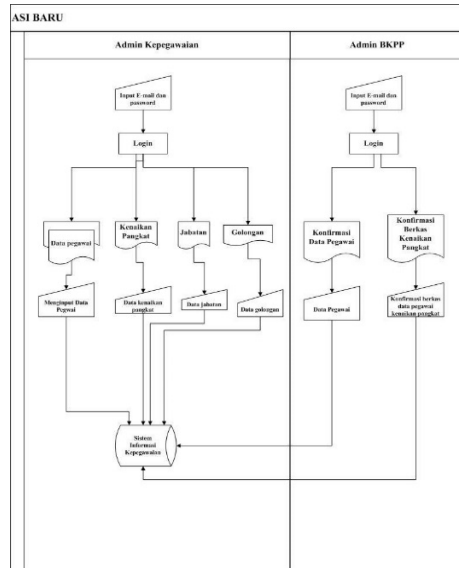 ASI BARU
Admin Kepegawaian
Admin BKPP
Input E-mail dan
password
Input E-mail dan
password
Login
Login
Data pegawai
Kenaikan
Pangkat
Jabatan
Golongan
Konfirmasi
Data Pegawai
Konfirmasi
Berkas
Kenaikan
Pangkat
Menginput Data
Pegwai
Data kenaikan
pangkat
Data jabatan
Data golongan
Data Pegawai
Konfirmasi berkas
data pegawai
kenaikan pangkat
Sistem
Informasi
Kepegawaian